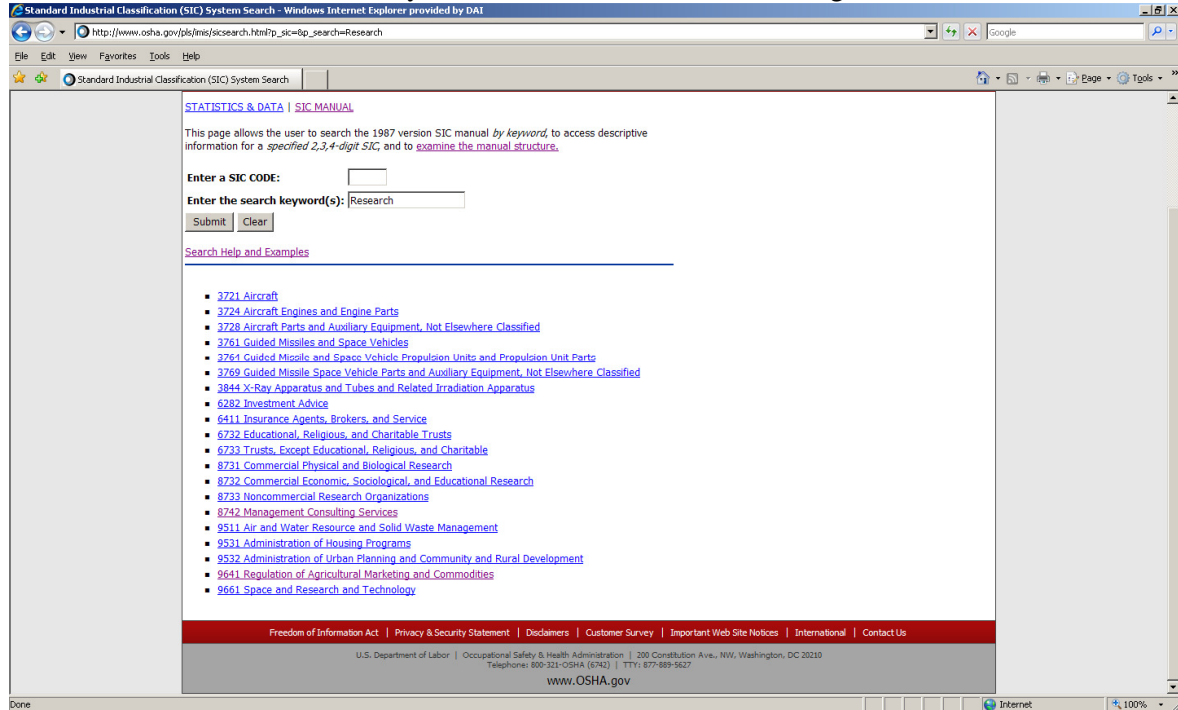 Standard Industrial Classification (SIC) System Search - Windows Internet Explorer provided by DAI
http://www.osha.gov/pls/imis/sicsearch.html?p_sic=&p_search=Research
Google
File Edit View Favorites Tools Help
Standard Industrial Classification (SIC) System Search
Page Tools »
STATISTICS & DATA | SIC MANUAL
This page allows the user to search the 1987 version SIC manual by keyword, to access descriptive
information for a specified 2,3,4-digit SIC, and to examine the manual structure.
Enter a SIC CODE:
Enter the search keyword(s): Research
Submit Clear
Search Help and Examples
3721 Aircraft
3724 Aircraft Engines and Engine Parts
3728 Aircraft Parts and Auxiliary Equipment, Not Elsewhere Classified
3761 Guided Missiles and Space Vehicles
3764 Guided Missile and Space Vehicle Propulsion Units and Propulsion Unit Parts
3769 Guided Missile Space Vehicle Parts and Auxiliary Equipment, Not Elsewhere Classified
3844 X-Ray Apparatus and Tubes and Related Irradiation Apparatus
6282 Investment Advice
6411 Insurance Agents, Brokers, and Service
6732 Educational, Religious, and Charitable Trusts
6733 Trusts, Except Educational, Religious, and Charitable
8731 Commercial Physical and Biological Research
8732 Commercial Economic, Sociological, and Educational Research
8733 Noncommercial Research Organizations
8742 Management Consulting Services
9511 Air and Water Resource and Solid Waste Management
9531 Administration of Housing Programs
9532 Administration of Urban Planning and Community and Rural Development
9641 Regulation of Agricultural Marketing and Commodities
9661 Space and Research and Technology
Freedom of Information Act | Privacy & Security Statement | Disclaimers | Customer Survey | Important Web Site Notices | International | Contact Us
U.S. Department of Labor | Occupational Safety & Health Administration | 200 Constitution Ave., NW, Washington, DC 20210
Telephone: 800-321-OSHA (6742) | TTY: 877-889-5627
www.OSHA.gov
Done Internet 100%